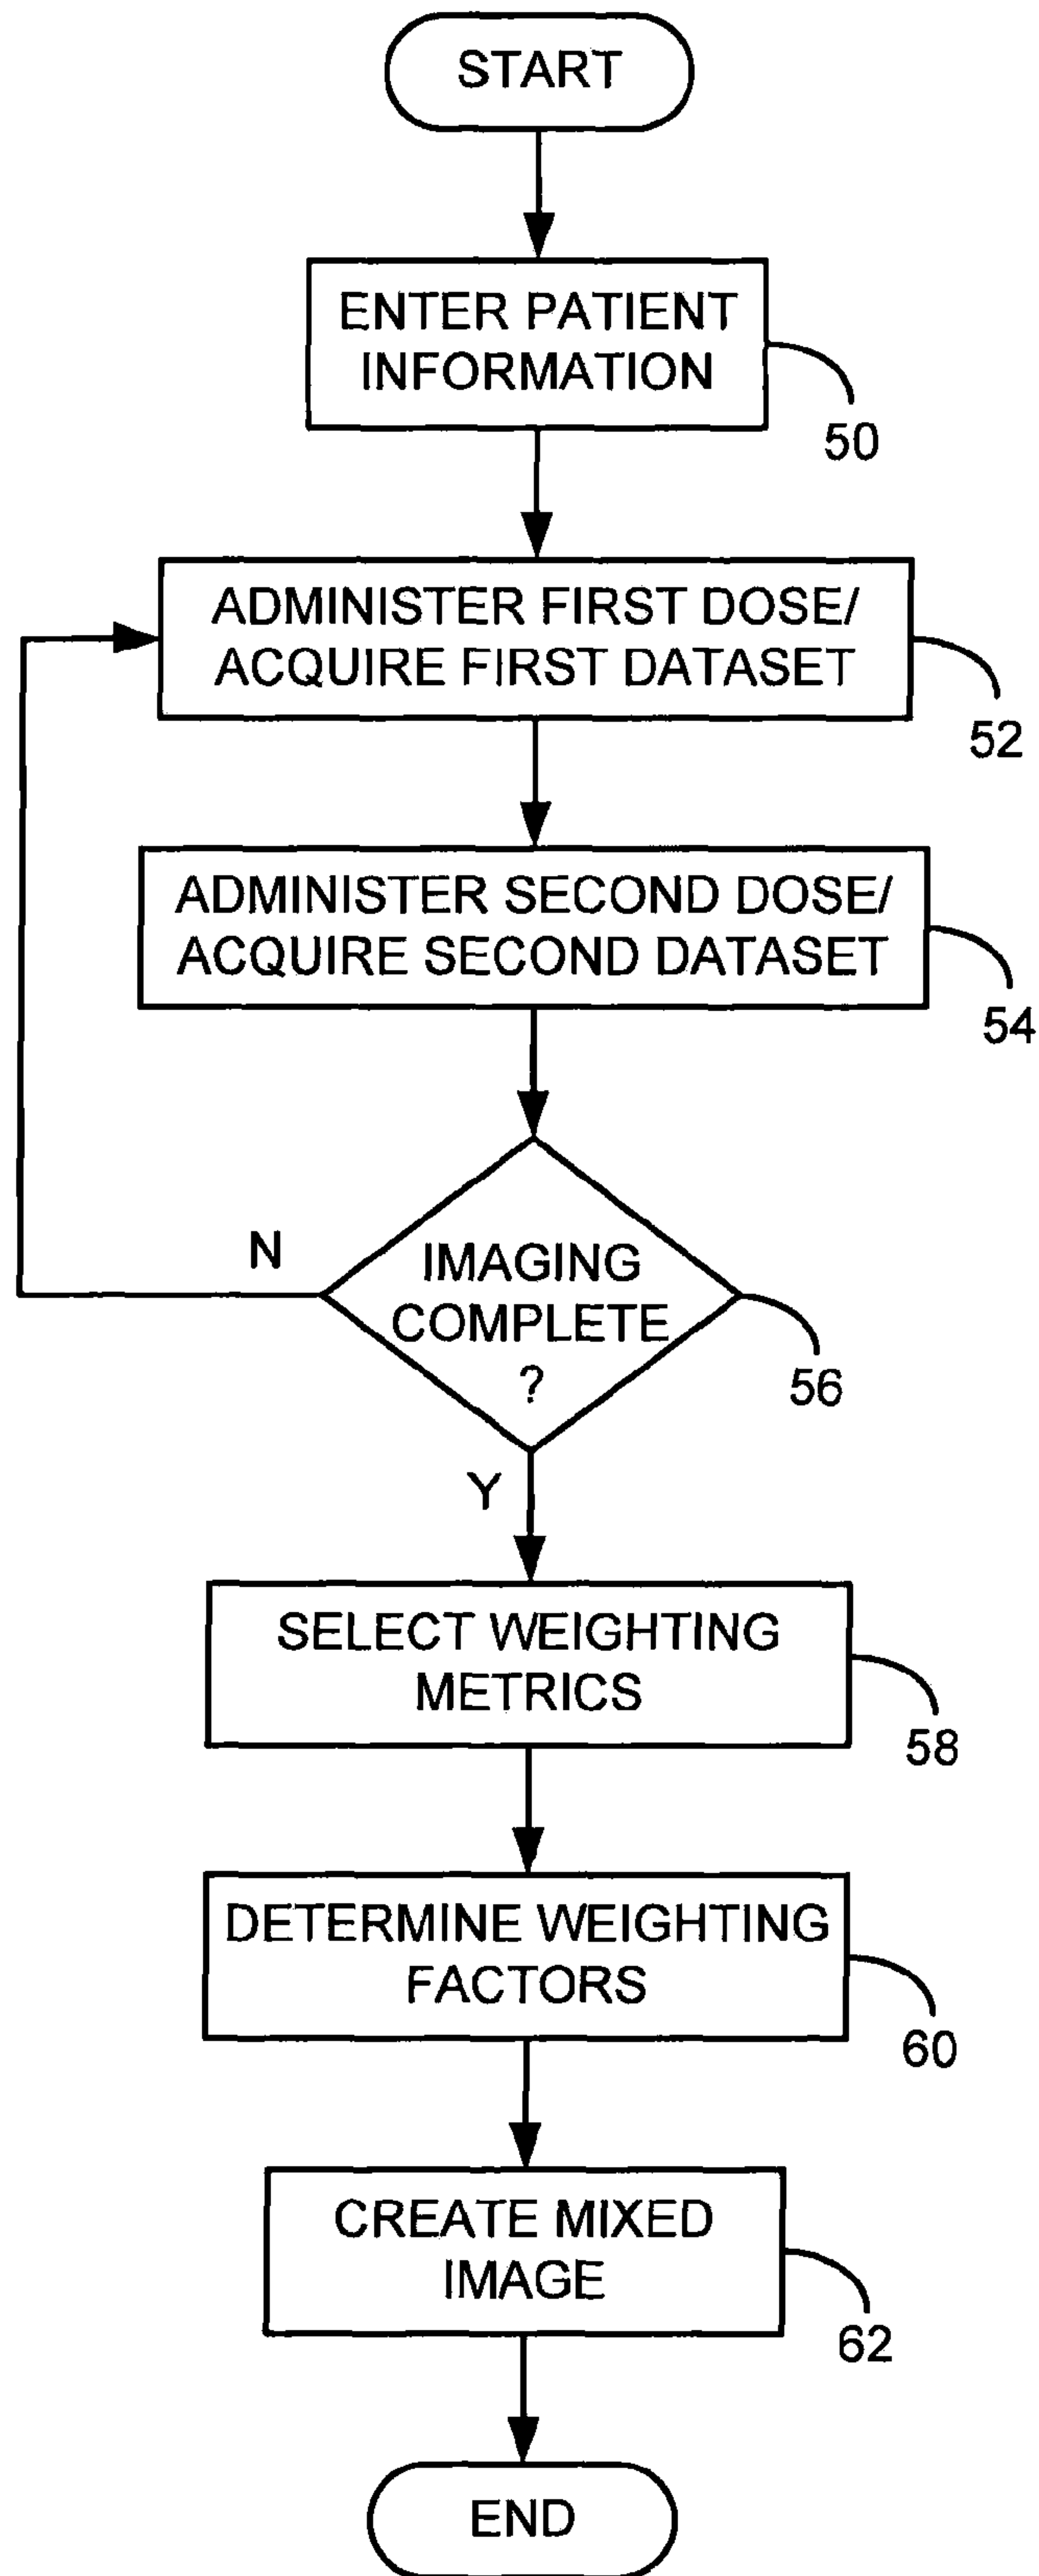 START
ENTER PATIENT
INFORMATION
50
ADMINISTER FIRST DOSE/
ACQUIRE FIRST DATASET
52
ADMINISTER SECOND DOSE/
ACQUIRE SECOND DATASET
54
N
IMAGING
COMPLETE
?
56
Y
SELECT WEIGHTING
METRICS
58
DETERMINE WEIGHTING
FACTORS
60
CREATE MIXED
IMAGE
62
END